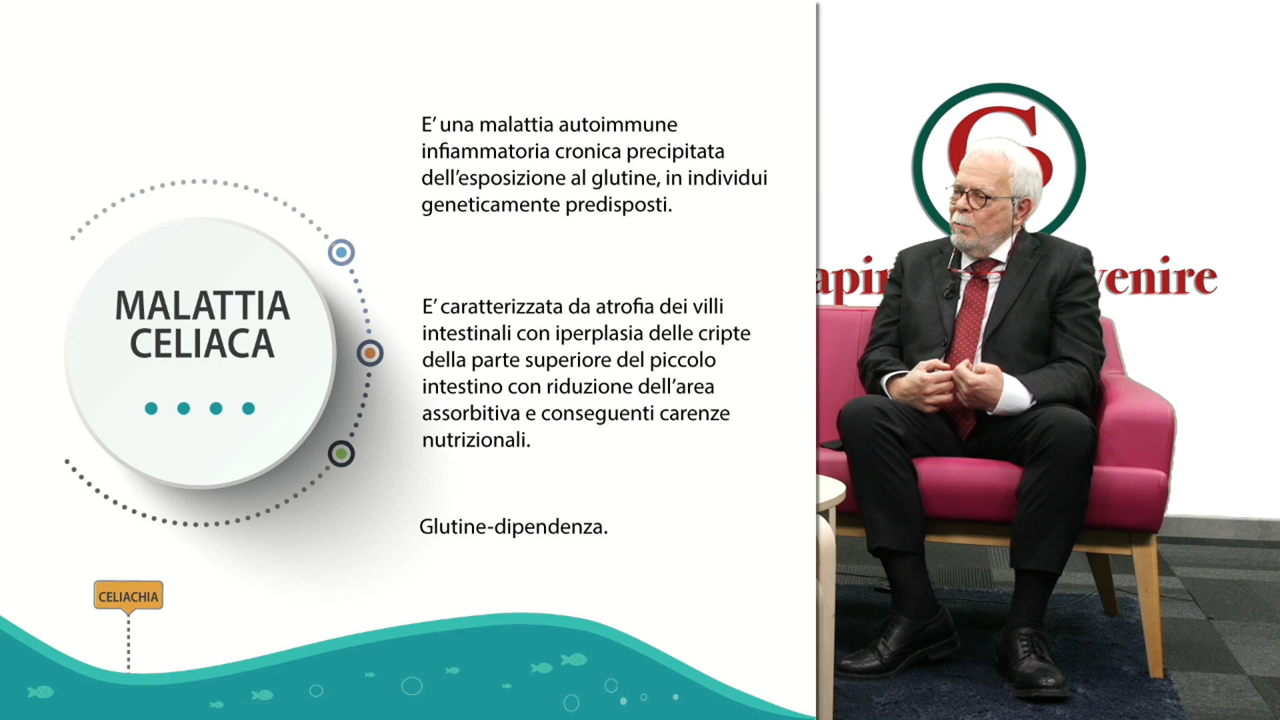 E' una malattia autoimmune
infiammatoria cronica precipitata
dell'esposizione al glutine, in individui
geneticamente predisposti.
MALATTIA
CELIACA
E' caratterizzata da atrofia dei villi
intestinali con iperplasia delle cripte
della parte superiore del piccolo
intestino con riduzione dell'area
assorbitiva e conseguenti carenze
nutrizionali.
Glutine-dipendenza.
CELIACHIA